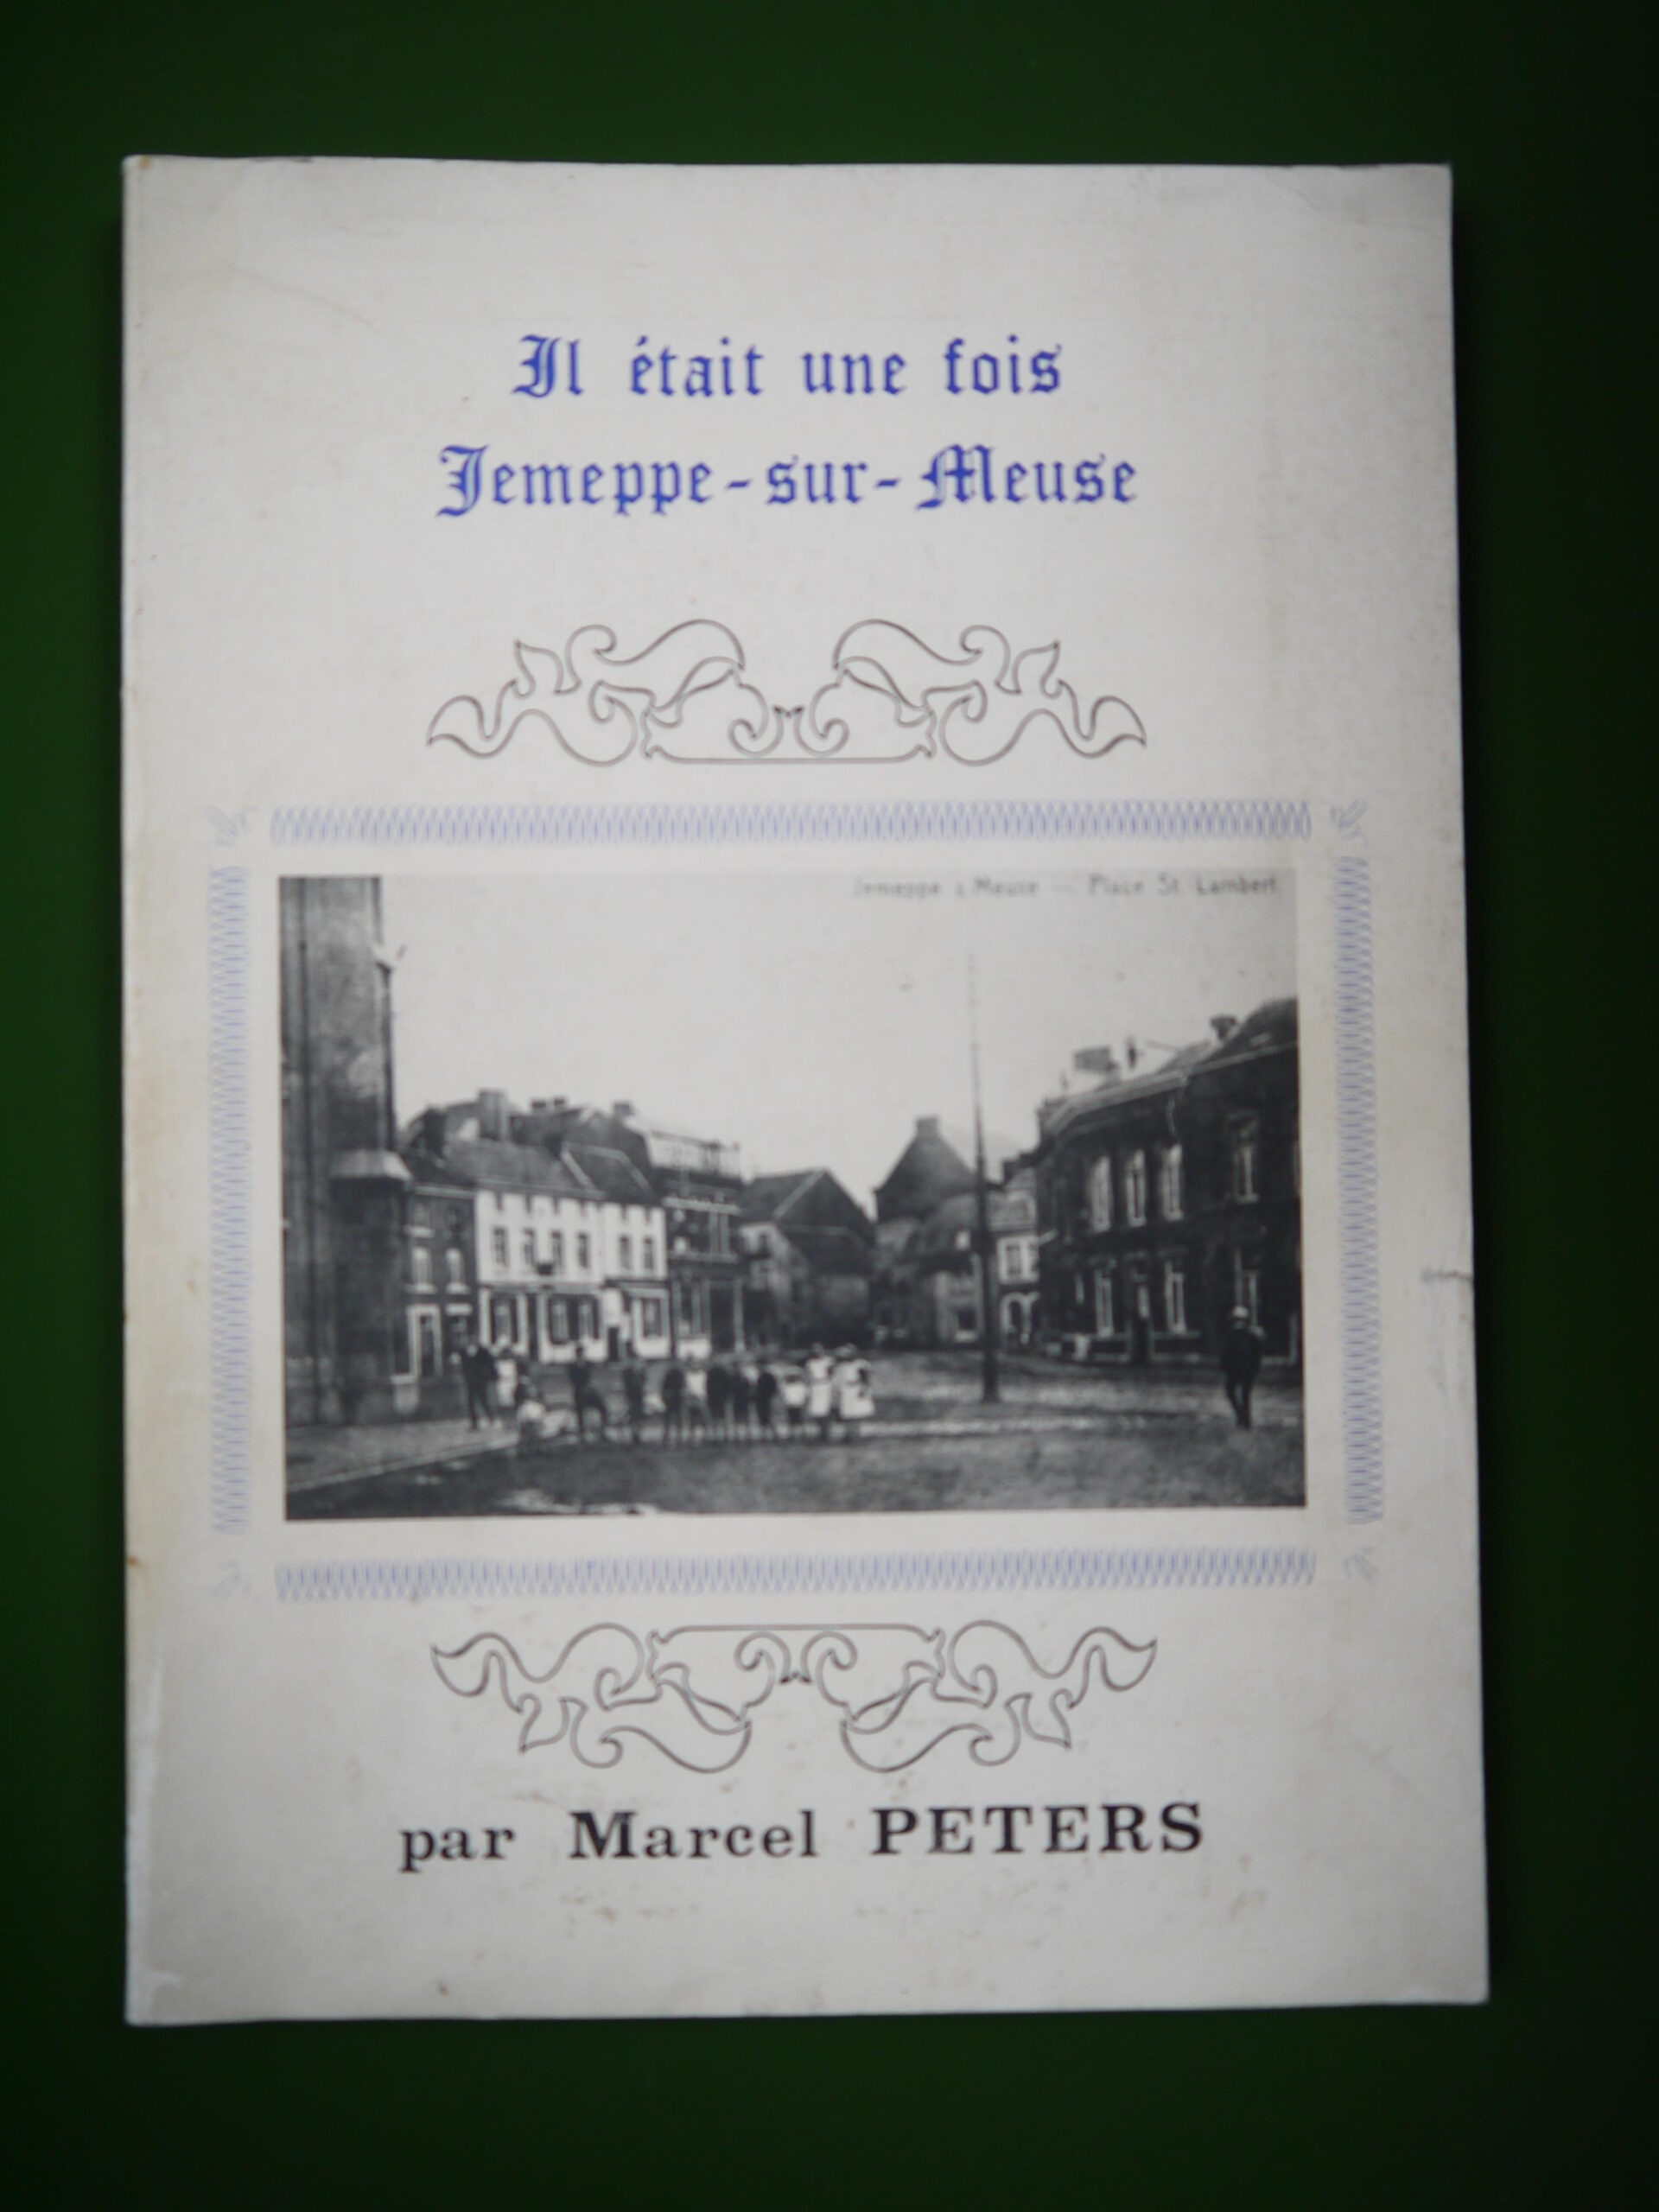 Il était une fois
Jemeppe-sur-Meuse
Jemeppe s. Meuse — Place St Lambert
par Marcel PETERS